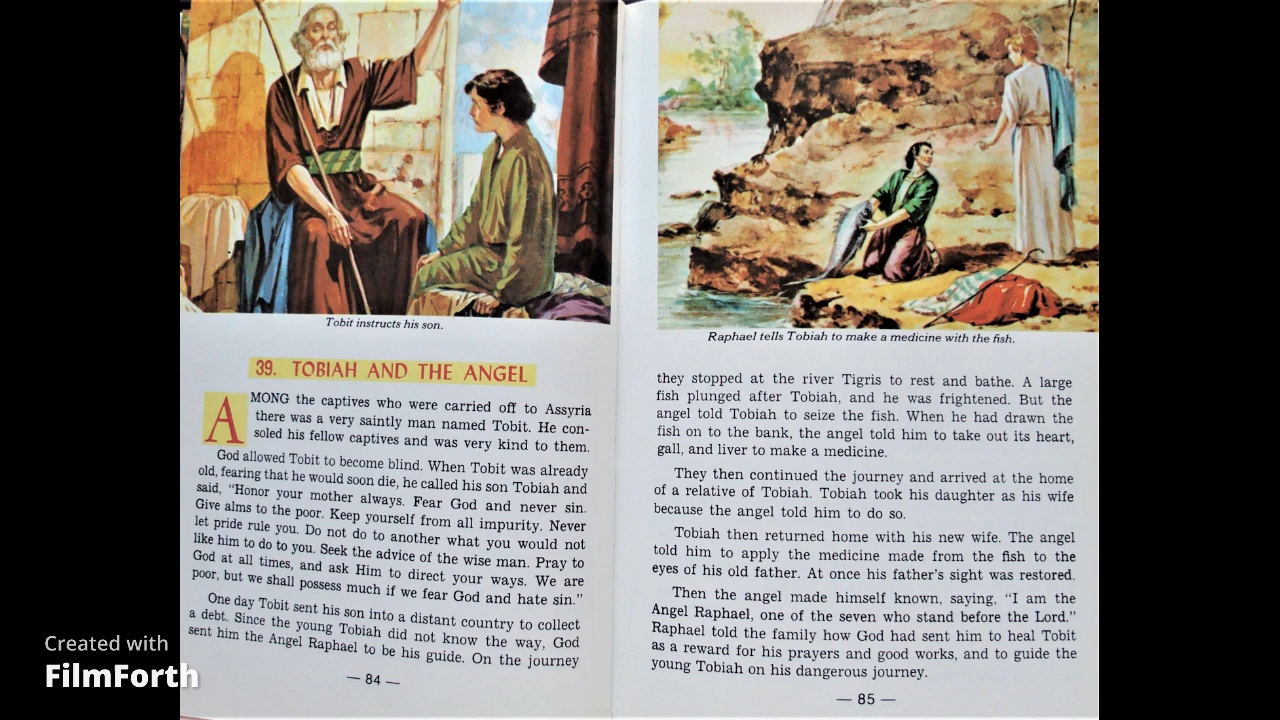 Tobit instructs his son.
39. TOBIAH AND THE ANGEL
AMONG the captives who were carried off to Assyria
there was a very saintly man named Tobit. He con-
soled his fellow captives and was very kind to them.
God allowed Tobit to become blind. When Tobit was already
old, fearing that he would soon die, he called his son Tobiah and
said, "Honor your mother always. Fear God and never sin.
Give alms to the poor. Keep yourself from all impurity. Never
let pride rule you. Do not do to another what you would not
like him to do to you. Seek the advice of the wise man. Pray to
God at all times, and ask Him to direct your ways. We are
poor, but we shall possess much if we fear God and hate sin."
One day Tobit sent his son into a distant country to collect
a debt. Since the young Tobiah did not know the way, God
sent him the Angel Raphael to be his guide. On the journey
— 84 —
Raphael tells Tobiah to make a medicine with the fish.
they stopped at the river Tigris to rest and bathe. A large
fish plunged after Tobiah, and he was frightened. But the
angel told Tobiah to seize the fish. When he had drawn the
fish on to the bank, the angel told him to take out its heart,
gall, and liver to make a medicine.
They then continued the journey and arrived at the home
of a relative of Tobiah. Tobiah took his daughter as his wife
because the angel told him to do so.
Tobiah then returned home with his new wife. The angel
told him to apply the medicine made from the fish to the
eyes of his old father. At once his father's sight was restored.
Then the angel made himself known, saying, "I am the
Angel Raphael, one of the seven who stand before the Lord."
Raphael told the family how God had sent him to heal Tobit
as a reward for his prayers and good works, and to guide the
young Tobiah on his dangerous journey.
— 85 —
Created with
FilmForth